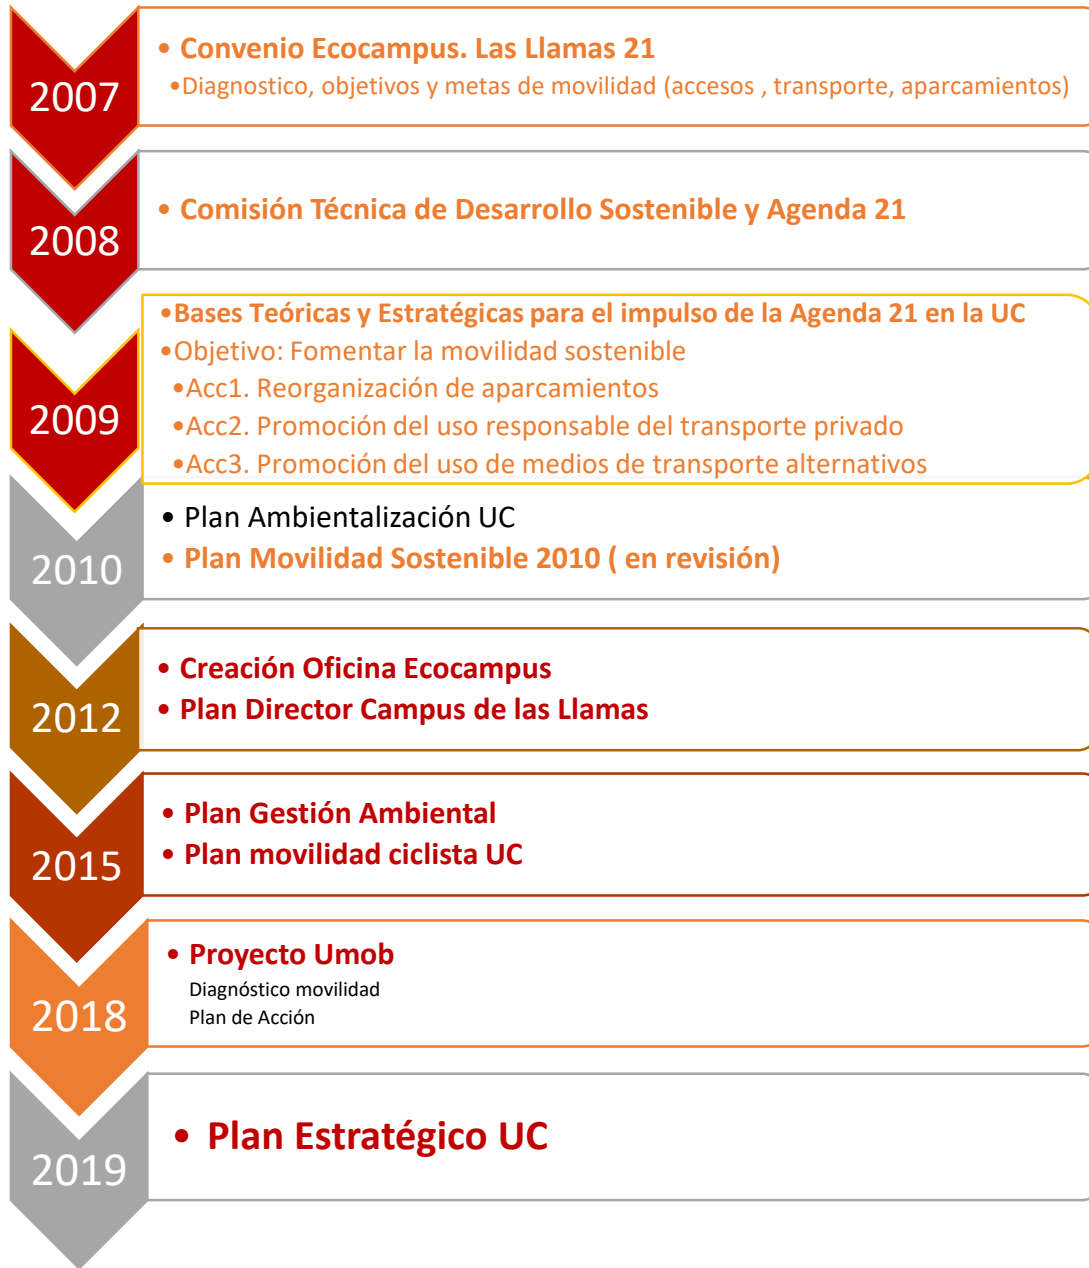 2007
• Convenio Ecocampus. Las Llamas 21
•Diagnostico, objetivos y metas de movilidad (accesos , transporte, aparcamientos)
2008
• Comisión Técnica de Desarrollo Sostenible y Agenda 21
2009
•Bases Teóricas y Estratégicas para el impulso de la Agenda 21 en la UC
•Objetivo: Fomentar la movilidad sostenible
•Acc1. Reorganización de aparcamientos
•Acc2. Promoción del uso responsable del transporte privado
•Acc3. Promoción del uso de medios de transporte alternativos
2010
• Plan Ambientalización UC
• Plan Movilidad Sostenible 2010 ( en revisión)
2012
• Creación Oficina Ecocampus
• Plan Director Campus de las Llamas
2015
• Plan Gestión Ambiental
• Plan movilidad ciclista UC
2018
• Proyecto Umob
Diagnóstico movilidad
Plan de Acción
2019
• Plan Estratégico UC